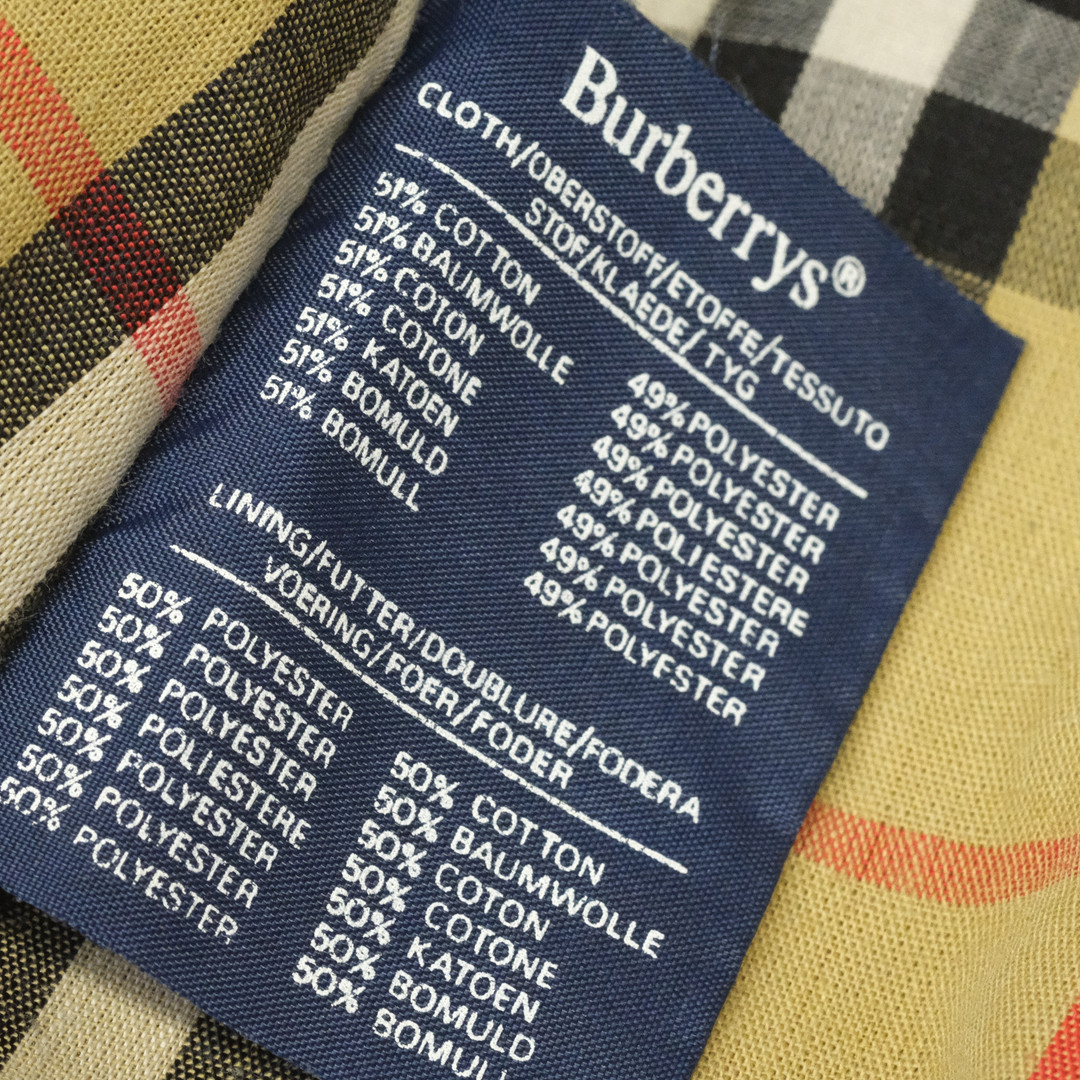 Burberrys®
CLOTH/OBERSTOFF/ETOFFE/TESSUTO
STOF/KLAEDE/TYG
51% COTTON 49% POLYESTER
51% BAUMWOLLE 49% POLYESTER
51% COTON 49% POLYESTER
51% COTONE 49% POLIESTERE
51% KATOEN 49% POLYESTER
51% BOMULD 49% POLYESTER
51% BOMULL 49% POLYESTER
LINING/FUTTER/DOUBLURE/FODERA
VOERING/FOER/FODER
50% POLYESTER 50% COTTON
50% POLYESTER 50% BAUMWOLLE
50% POLYESTER 50% COTON
50% POLIESTERE 50% COTONE
50% POLYESTER 50% KATOEN
50% POLYESTER 50% BOMULD
50% POLYESTER 50% BOMULL